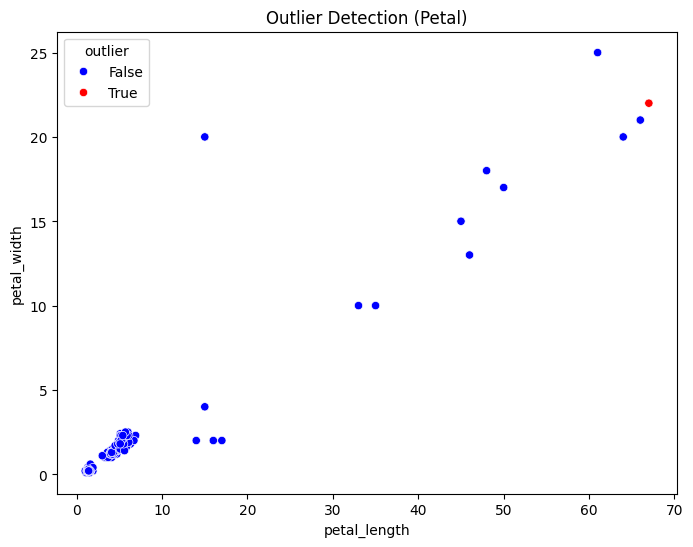 Outlier Detection (Petal)
outlier
False
True
25
20
15
10
5
0
petal_width
0 10 20 30 40 50 60 70
petal_length